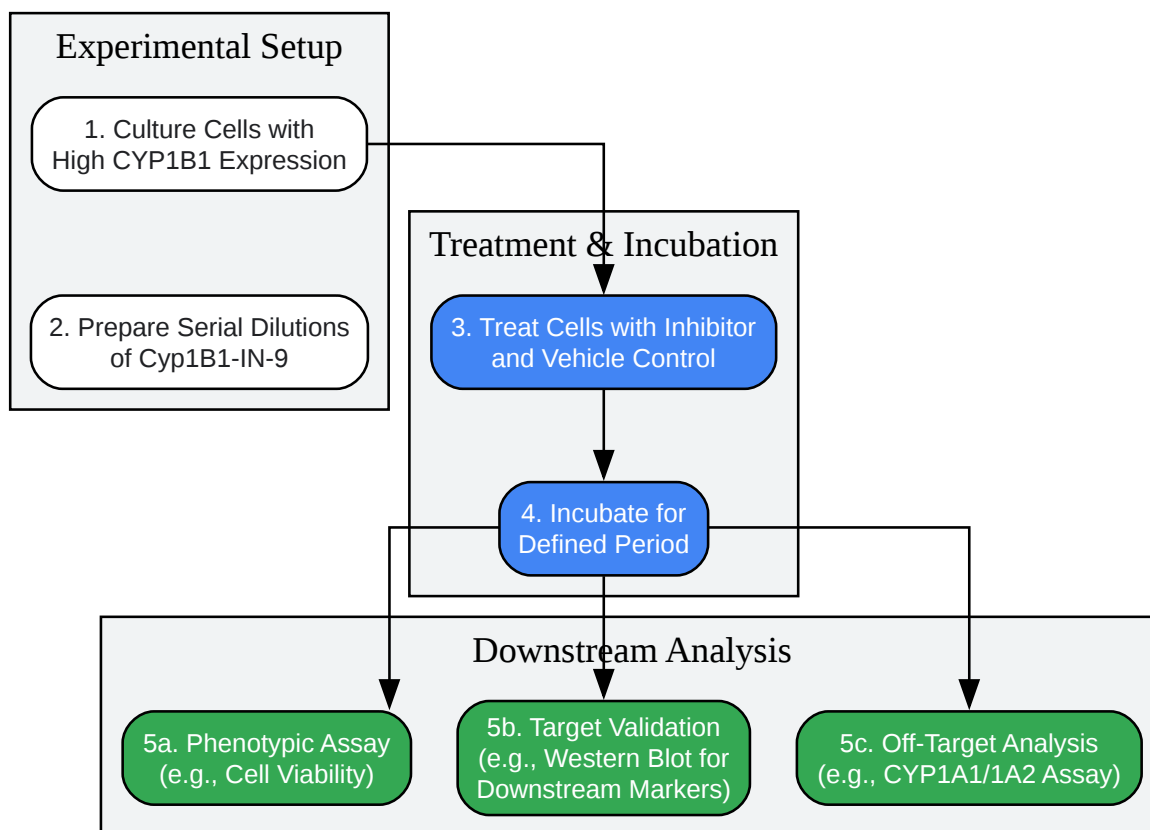 Experimental Setup
1. Culture Cells with
High CYP1B1 Expression
2. Prepare Serial Dilutions
of Cyp1B1-IN-9
Treatment & Incubation
3. Treat Cells with Inhibitor
and Vehicle Control
4. Incubate for
Defined Period
Downstream Analysis
5a. Phenotypic Assay
(e.g., Cell Viability)
5b. Target Validation
(e.g., Western Blot for
Downstream Markers)
5c. Off-Target Analysis
(e.g., CYP1A1/1A2 Assay)